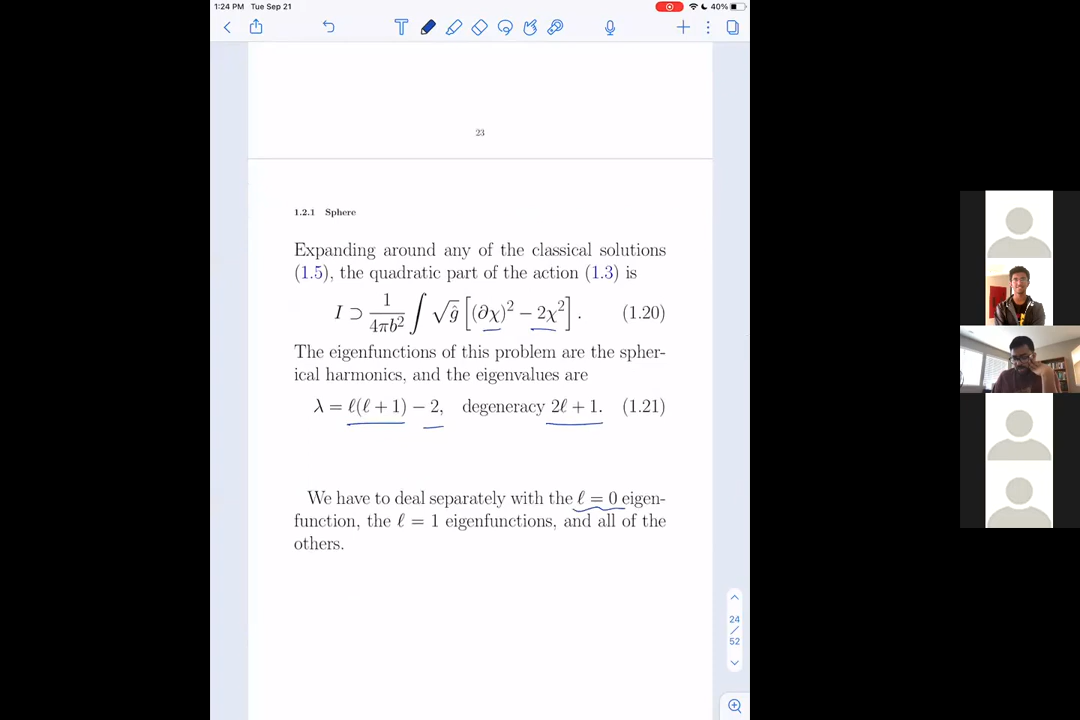 1:24 PM Tue Sep 21
40%
23
1.2.1 Sphere
Expanding around any of the classical solutions
(1.5), the quadratic part of the action (1.3) is
I ⊃ 1/4πb² ∫ √ĝ [(∂χ)² − 2χ²]. (1.20)
The eigenfunctions of this problem are the spher-
ical harmonics, and the eigenvalues are
λ = ℓ(ℓ + 1) − 2, degeneracy 2ℓ + 1. (1.21)
We have to deal separately with the ℓ = 0 eigen-
function, the ℓ = 1 eigenfunctions, and all of the
others.
24
/
52